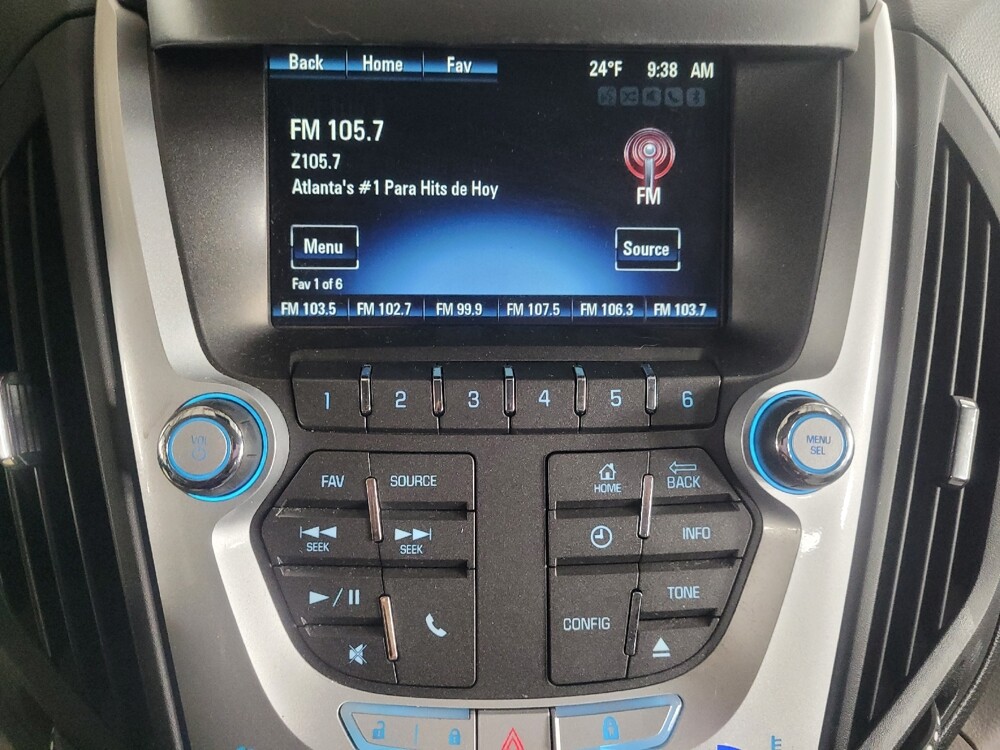 Back Home Fav 24°F 9:38 AM
FM 105.7
Z105.7
Atlanta's #1 Para Hits de Hoy
FM
Menu Source
Fav 1 of 6
FM 103.5 FM 102.7 FM 99.9 FM 107.5 FM 106.3 FM 103.7
1 2 3 4 5 6
VOL
MENU
SEL
FAV SOURCE
HOME BACK
SEEK SEEK
INFO
TONE
CONFIG